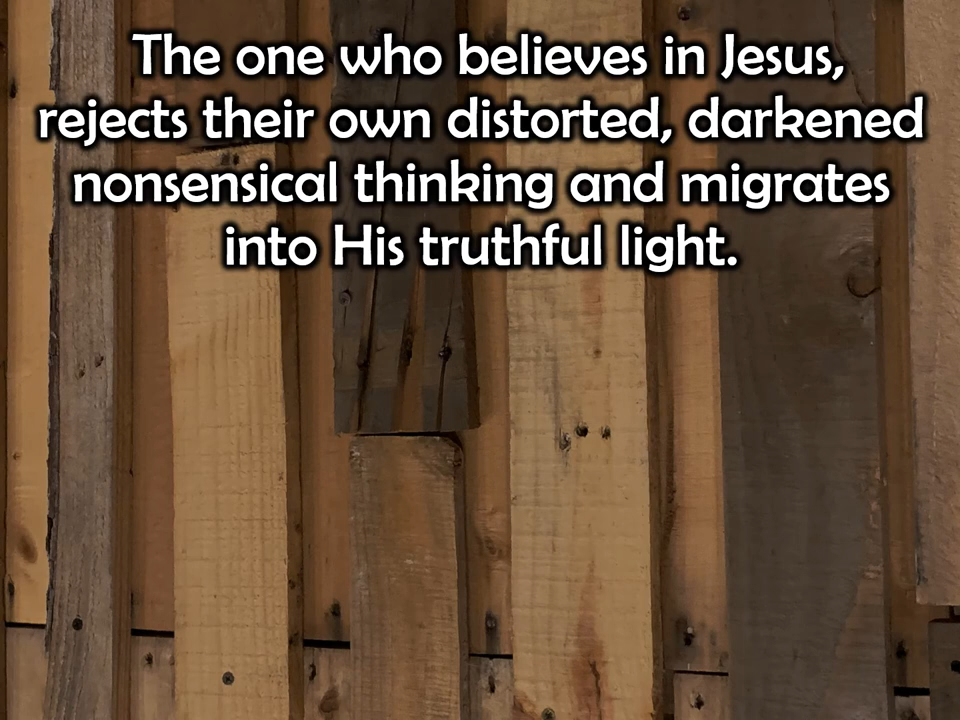 The one who believes in Jesus,
rejects their own distorted, darkened
nonsensical thinking and migrates
into His truthful light.